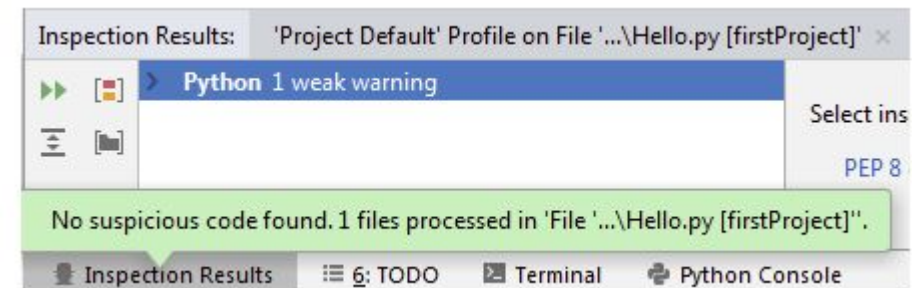 Inspection Results: 'Project Default' Profile on File '...\Hello.py [firstProject]'
Python 1 weak warning
Select ins
PEP 8
No suspicious code found. 1 files processed in 'File '...\Hello.py [firstProject]''.
Inspection Results 6: TODO Terminal Python Console